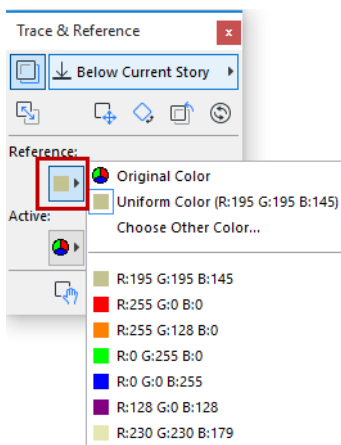 Trace & Reference
x
Below Current Story
Reference:
Original Color
Uniform Color (R:195 G:195 B:145)
Choose Other Color...
Active:
R:195 G:195 B:145
R:255 G:0 B:0
R:255 G:128 B:0
R:0 G:255 B:0
R:0 G:0 B:255
R:128 G:0 B:128
R:230 G:230 B:179